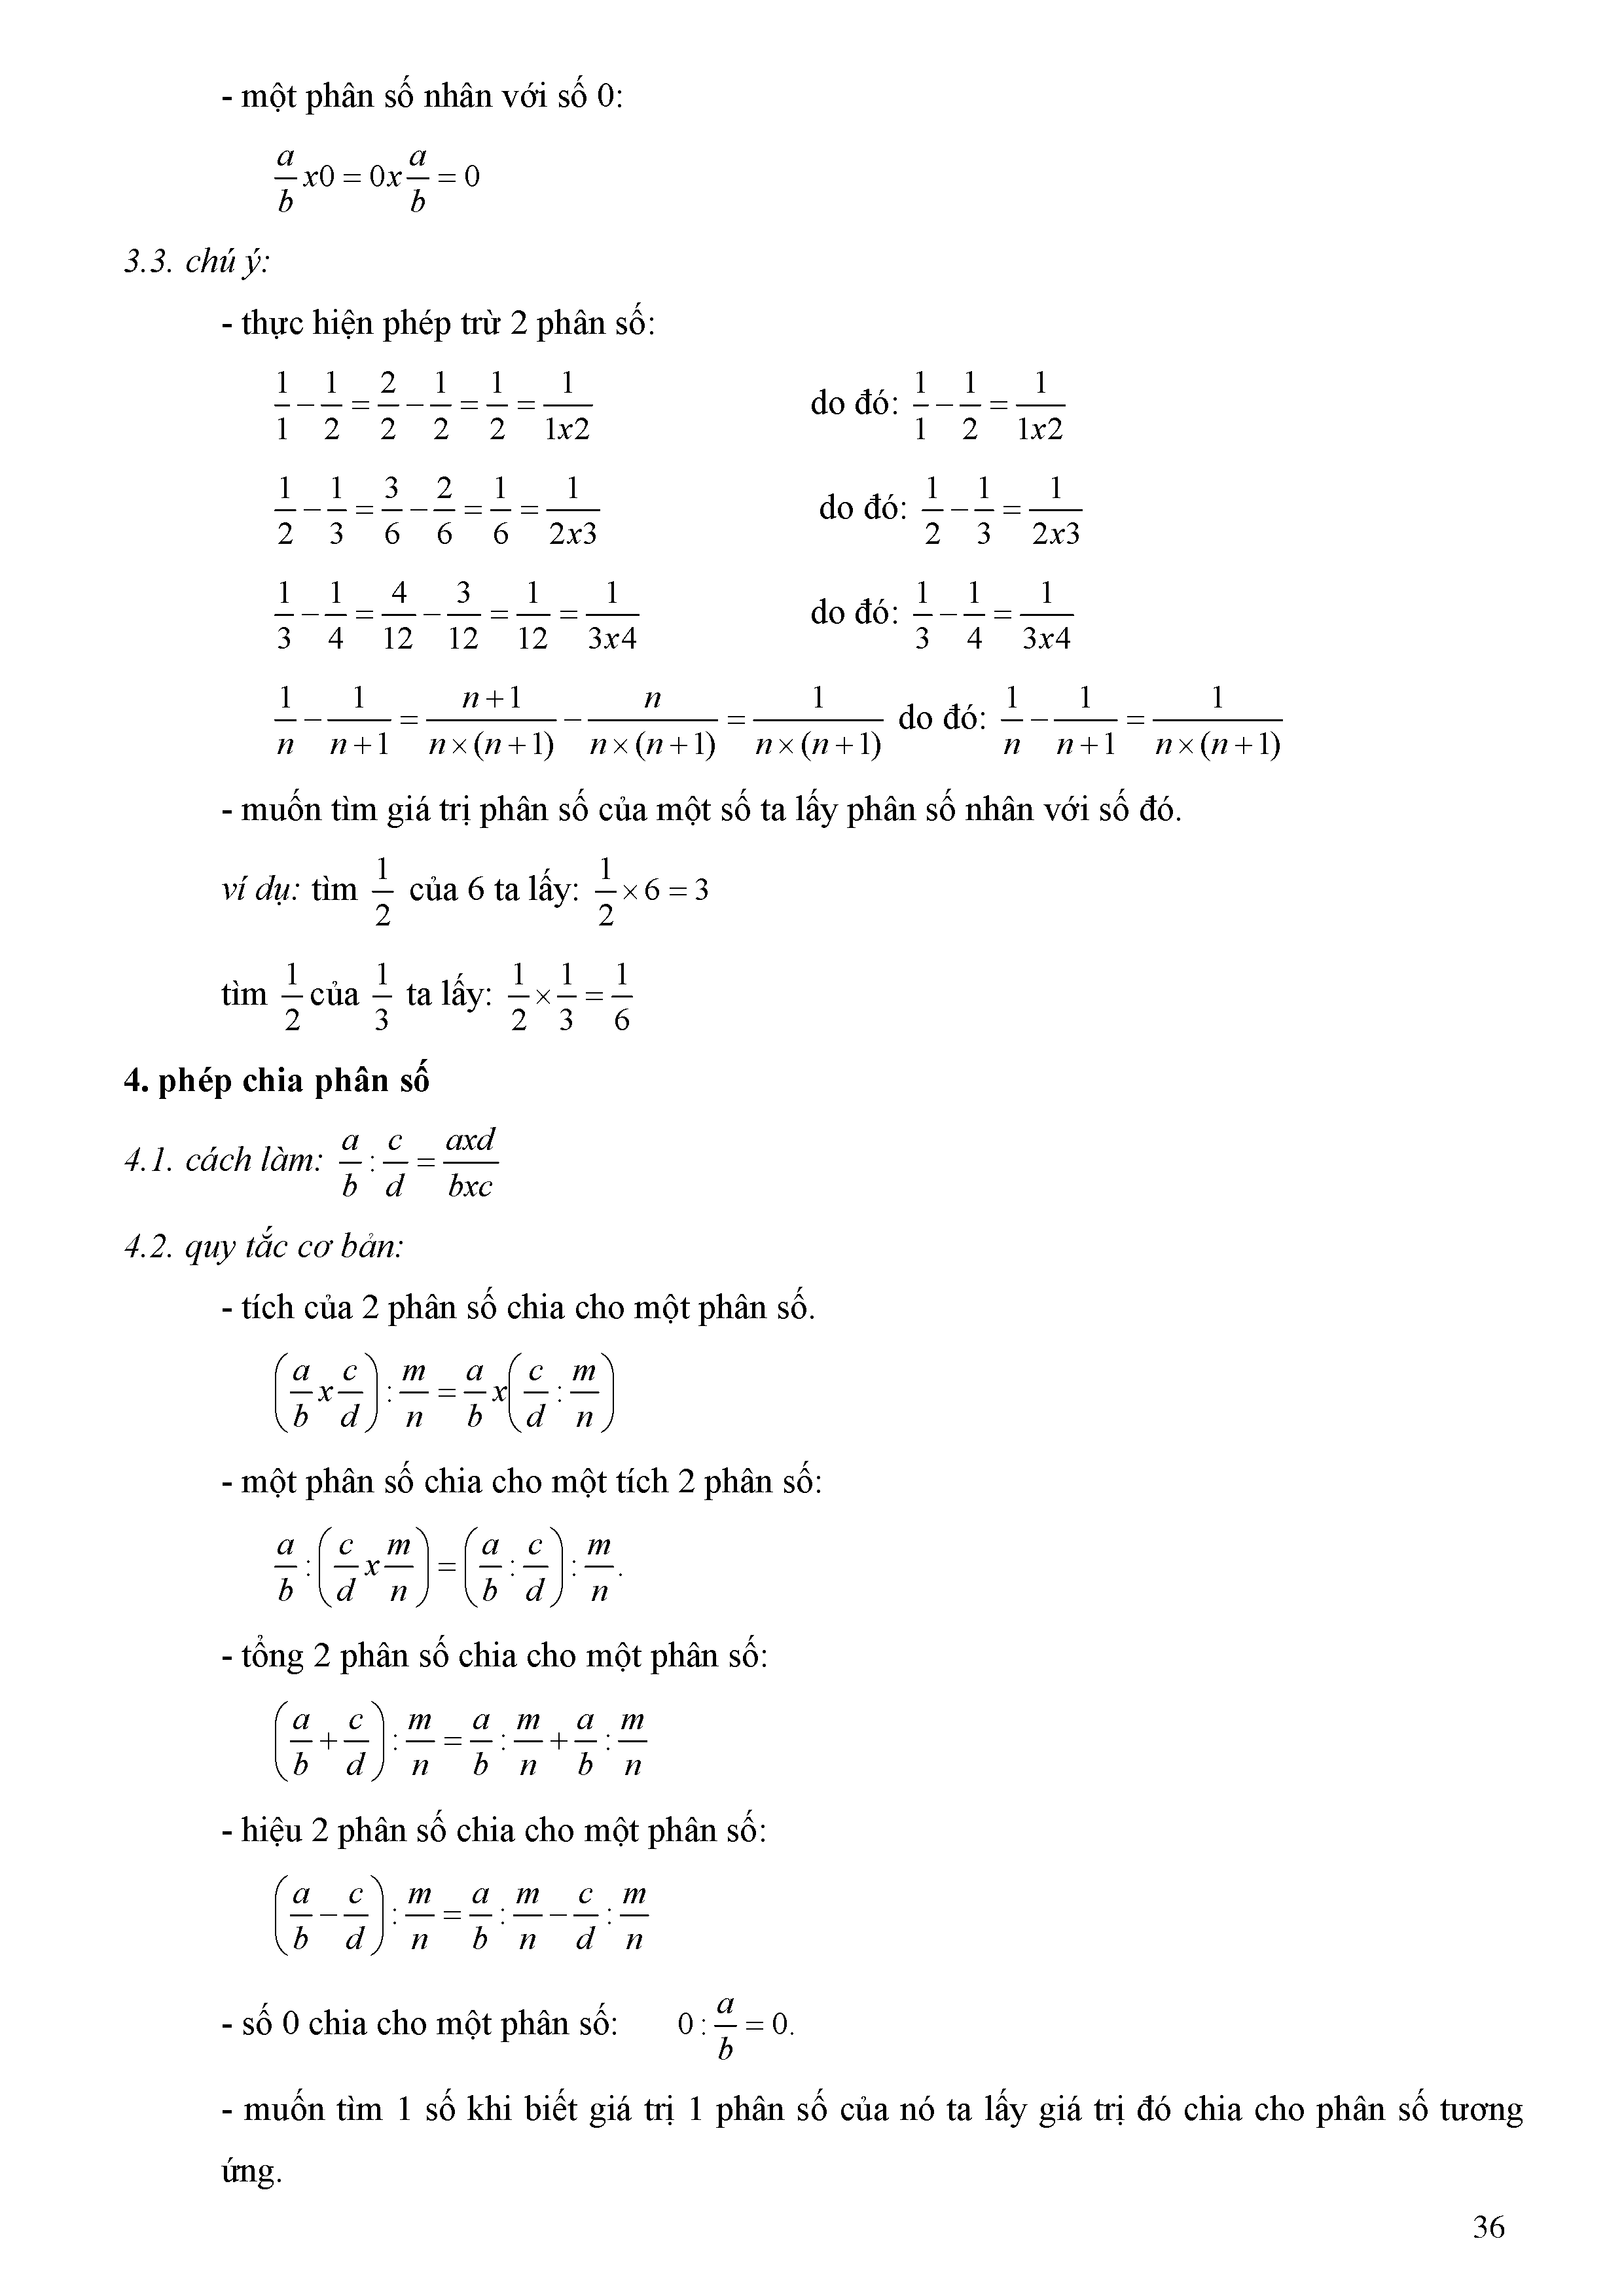 - một phân số nhân với số 0:
$\frac{a}{b}x0 = 0x\frac{a}{b} = 0$
3.3. chú ý:
- thực hiện phép trừ 2 phân số:
$\frac{1}{1} - \frac{1}{2} = \frac{2}{2} - \frac{1}{2} = \frac{1}{2} = \frac{1}{1x2}$ do đó: $\frac{1}{1} - \frac{1}{2} = \frac{1}{1x2}$
$\frac{1}{2} - \frac{1}{3} = \frac{3}{6} - \frac{2}{6} = \frac{1}{6} = \frac{1}{2x3}$ do đó: $\frac{1}{2} - \frac{1}{3} = \frac{1}{2x3}$
$\frac{1}{3} - \frac{1}{4} = \frac{4}{12} - \frac{3}{12} = \frac{1}{12} = \frac{1}{3x4}$ do đó: $\frac{1}{3} - \frac{1}{4} = \frac{1}{3x4}$
$\frac{1}{n} - \frac{1}{n+1} = \frac{n+1}{n \times (n+1)} - \frac{n}{n \times (n+1)} = \frac{1}{n \times (n+1)}$ do đó: $\frac{1}{n} - \frac{1}{n+1} = \frac{1}{n \times (n+1)}$
- muốn tìm giá trị phân số của một số ta lấy phân số nhân với số đó.
ví dụ: tìm $\frac{1}{2}$ của 6 ta lấy: $\frac{1}{2} \times 6 = 3$
tìm $\frac{1}{2}$ của $\frac{1}{3}$ ta lấy: $\frac{1}{2} \times \frac{1}{3} = \frac{1}{6}$
4. phép chia phân số
4.1. cách làm: $\frac{a}{b} : \frac{c}{d} = \frac{axd}{bxc}$
4.2. quy tắc cơ bản:
- tích của 2 phân số chia cho một phân số.
$\left(\frac{a}{b}x\frac{c}{d}\right) : \frac{m}{n} = \frac{a}{b}x\left(\frac{c}{d} : \frac{m}{n}\right)$
- một phân số chia cho một tích 2 phân số:
$\frac{a}{b} : \left(\frac{c}{d}x\frac{m}{n}\right) = \left(\frac{a}{b} : \frac{c}{d}\right) : \frac{m}{n}.$
- tổng 2 phân số chia cho một phân số:
$\left(\frac{a}{b} + \frac{c}{d}\right) : \frac{m}{n} = \frac{a}{b} : \frac{m}{n} + \frac{a}{b} : \frac{m}{n}$
- hiệu 2 phân số chia cho một phân số:
$\left(\frac{a}{b} - \frac{c}{d}\right) : \frac{m}{n} = \frac{a}{b} : \frac{m}{n} - \frac{c}{d} : \frac{m}{n}$
- số 0 chia cho một phân số: $0 : \frac{a}{b} = 0.$
- muốn tìm 1 số khi biết giá trị 1 phân số của nó ta lấy giá trị đó chia cho phân số tương
ứng.
36